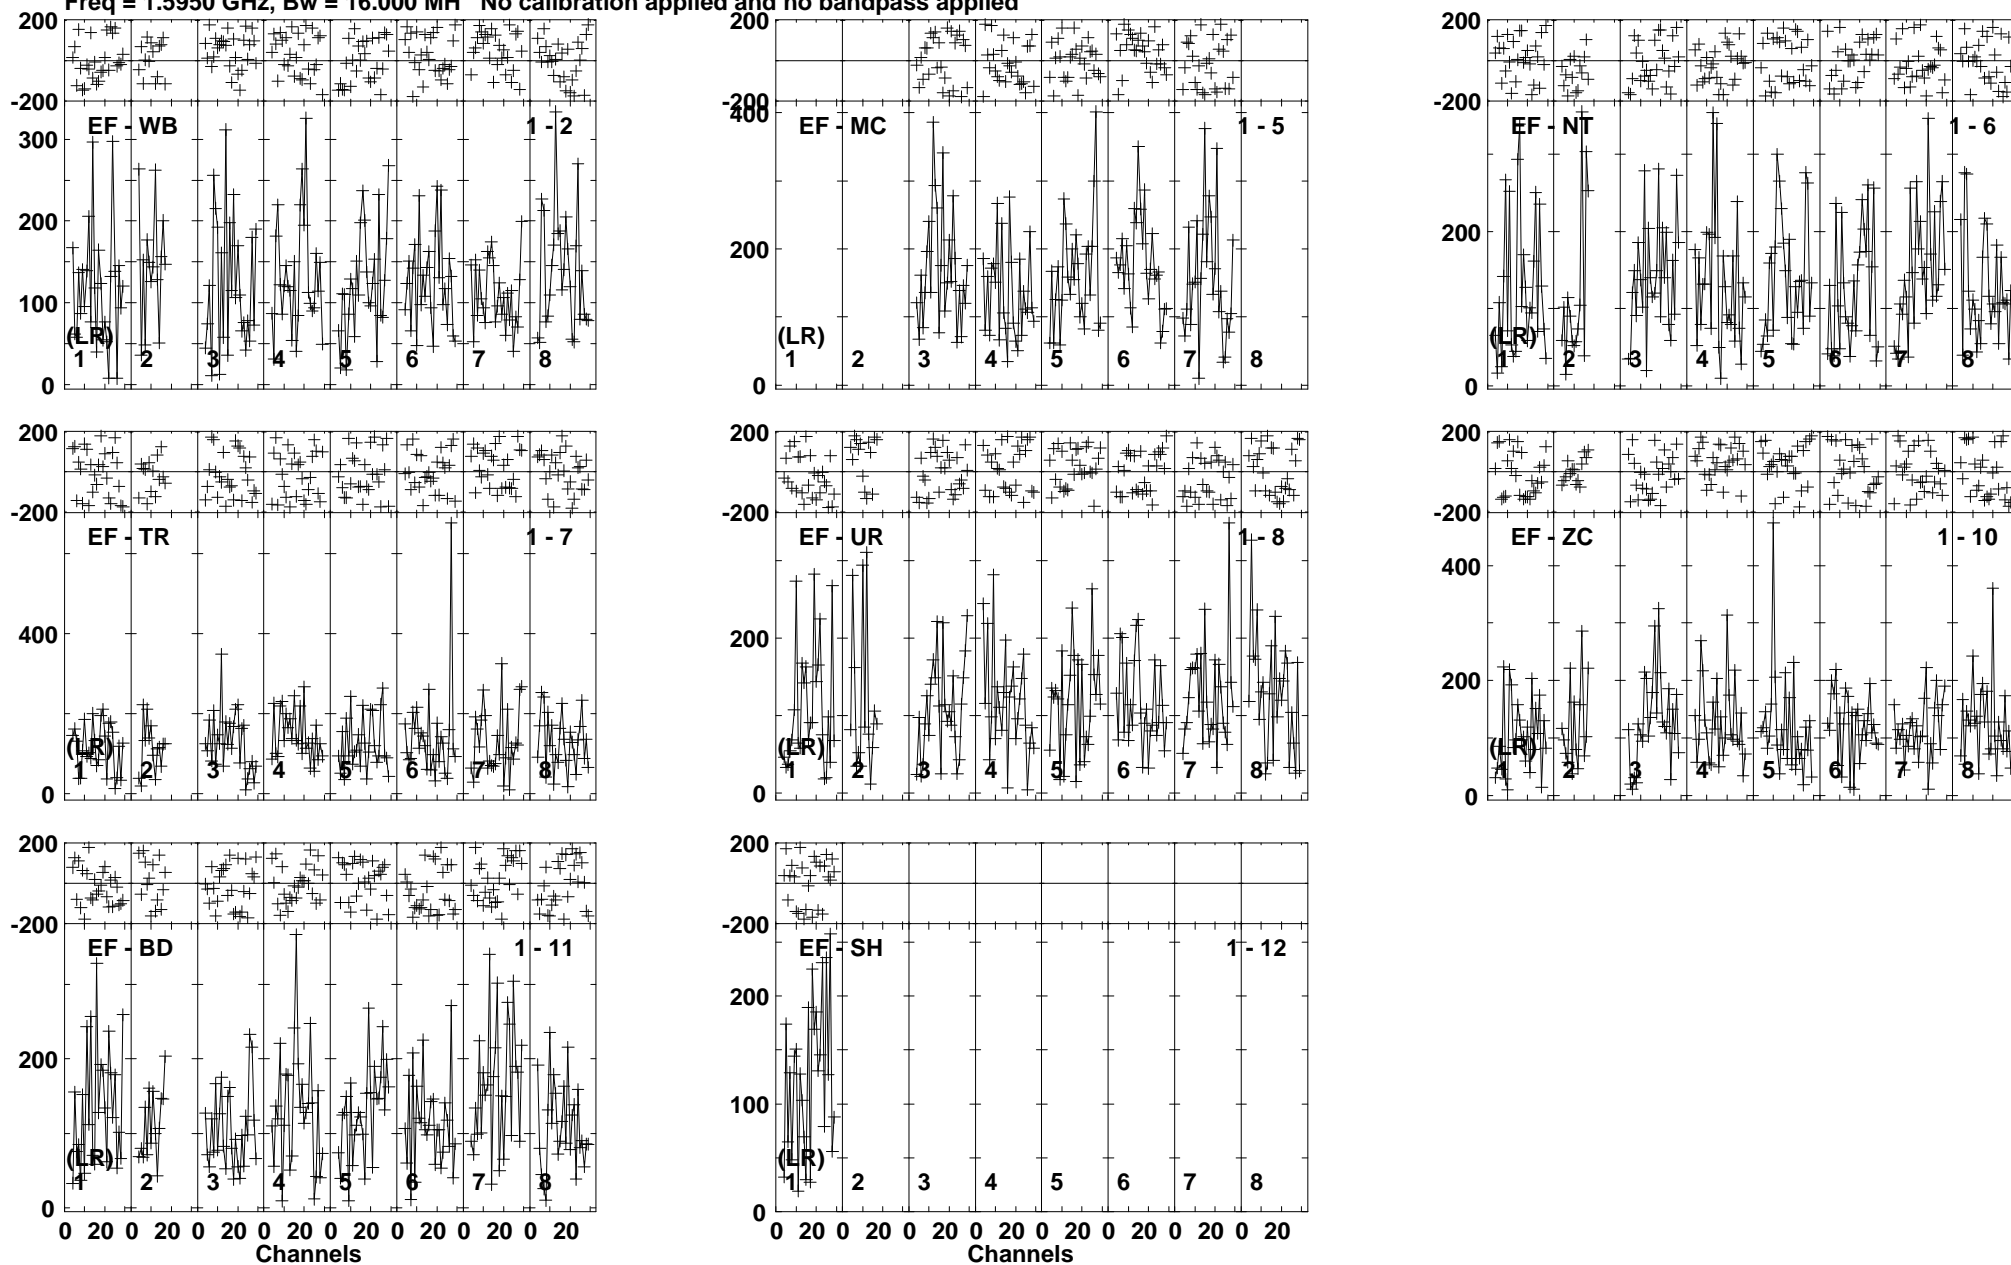 Freq = 1.5950 GHz, Bw = 16.000 MH No calibration applied and no bandpass applied
200 200 200
-200 -200 -200
EF - WB 1 - 2 400 EF - MC 1 - 5 EF - NT 1 - 6
300
200 200 200
100
(LR) (LR) (LR)
1 2 3 4 5 6 7 8 1 2 3 4 5 6 7 8 1 2 3 4 5 6 7 8
0 0 0
200 200 200
-200 -200 -200
EF - TR 1 - 7 EF - UR 1 - 8 EF - ZC 1 - 10
400 200 400
200
(LR) (LR) (LR)
1 2 3 4 5 6 7 8 1 2 3 4 5 6 7 8 1 2 3 4 5 6 7 8
0 0 0
200 200
-200 -200
EF - BD 1 - 11 EF - SH 1 - 12
200 200
100
(LR) (LR)
1 2 3 4 5 6 7 8 1 2 3 4 5 6 7 8
0 0
0 20 0 20 0 20 0 20 0 20 0 20 0 20 0 20 0 20 0 20 0 20 0 20 0 20 0 20 0 20 0 20
Channels Channels